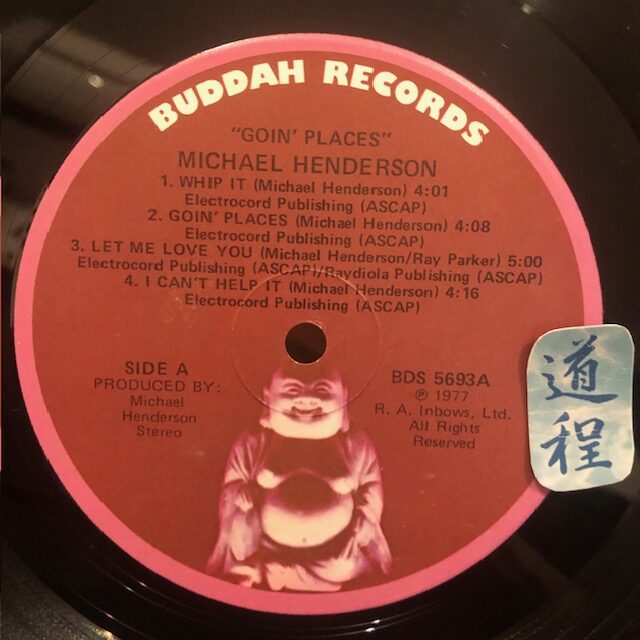 BUDDAH RECORDS
"GOIN' PLACES"
MICHAEL HENDERSON
1. WHIP IT (Michael Henderson) 4:01
Electrocord Publishing (ASCAP)
2. GOIN' PLACES (Michael Henderson) 4:08
Electrocord Publishing (ASCAP)
3. LET ME LOVE YOU (Michael Henderson/Ray Parker) 5:00
Electrocord Publishing (ASCAP)/Raydiola Publishing (ASCAP)
4. I CAN'T HELP IT (Michael Henderson) 4:16
Electrocord Publishing (ASCAP)
SIDE A
PRODUCED BY:
Michael
Henderson
Stereo
BDS 5693A
℗ 1977
R. A. Inbows, Ltd.
All Rights
Reserved
道程